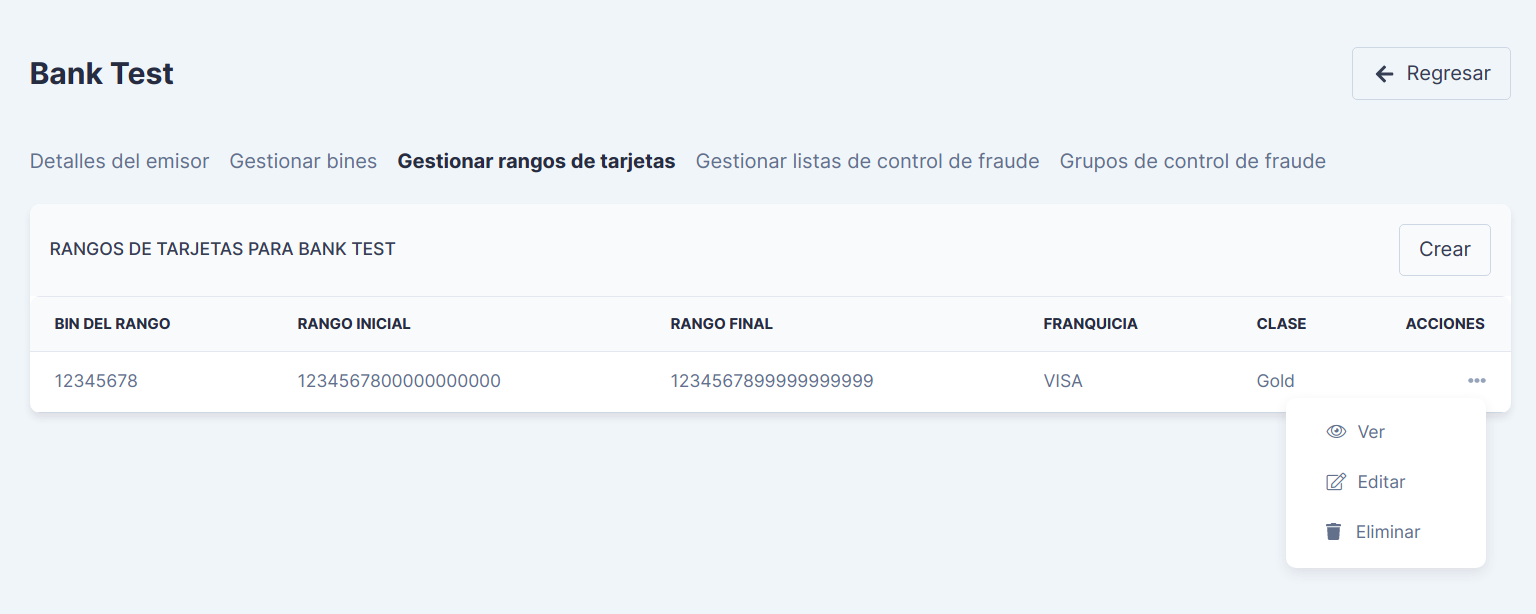 Bank Test
Regresar
Detalles del emisor Gestionar bines Gestionar rangos de tarjetas Gestionar listas de control de fraude Grupos de control de fraude
RANGOS DE TARJETAS PARA BANK TEST
Crear
BIN DEL RANGO RANGO INICIAL RANGO FINAL FRANQUICIA CLASE ACCIONES
12345678 1234567800000000000 1234567899999999999 VISA Gold
Ver
Editar
Eliminar